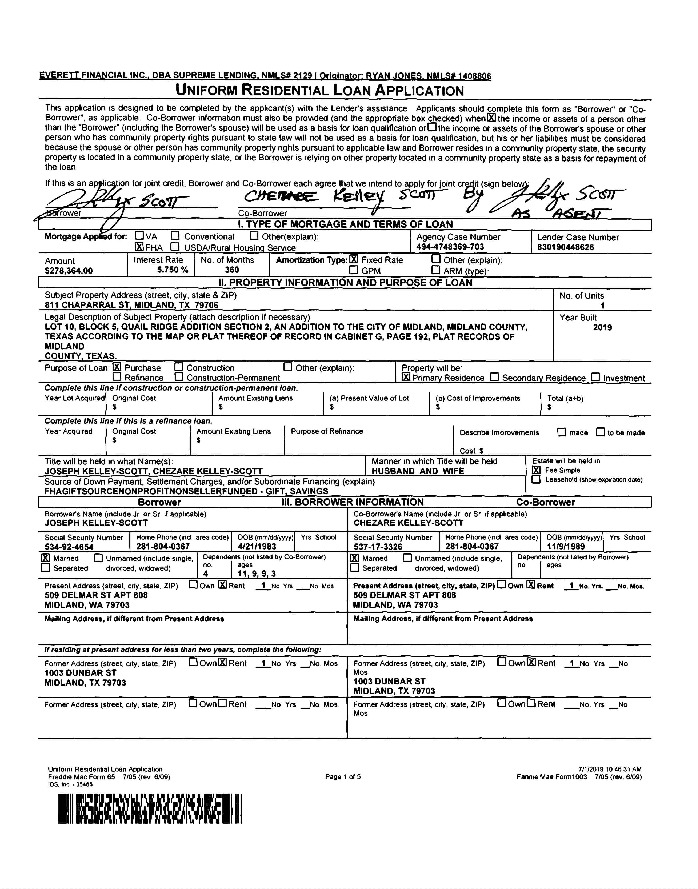 EVERETT FINANCIAL INC., DBA SUPREME LENDING, NMLS# 2129 | Originator: RYAN JONES, NMLS# 1408806
UNIFORM RESIDENTIAL LOAN APPLICATION
This application is designed to be completed by the applicant(s) with the Lender's assistance. Applicants should complete this form as "Borrower" or "Co-
Borrower", as applicable. Co-Borrower information must also be provided (and the appropriate box checked) when X the income or assets of a person other
than the "Borrower" (including the Borrower's spouse) will be used as a basis for loan qualification or the income or assets of the Borrower's spouse or other
person who has community property rights pursuant to state law will not be used as a basis for loan qualification, but his or her liabilities must be considered
because the spouse or other person has community property rights pursuant to applicable law and Borrower resides in a community property state, the security
property is located in a community property state, or the Borrower is relying on other property located in a community property state as a basis for repayment of
the loan
If this is an application for joint credit, Borrower and Co-Borrower each agree that we intend to apply for joint credit (sign below):
SCOTT KELLEY SCOTT By SCOTT
AS AGENT
Borrower Co-Borrower
I. TYPE OF MORTGAGE AND TERMS OF LOAN
Mortgage Applied for: VA Conventional Other(explain): Agency Case Number Lender Case Number
X FHA USDA/Rural Housing Service 494-4748369-703 830190448626
Amount Interest Rate No. of Months Amortization Type: X Fixed Rate Other (explain):
$278,364.00 5.750 % 360 GPM ARM (type):
II. PROPERTY INFORMATION AND PURPOSE OF LOAN
Subject Property Address (street, city, state & ZIP) No. of Units
811 CHAPARRAL ST, MIDLAND, TX 79706 1
Legal Description of Subject Property (attach description if necessary) Year Built
LOT 10, BLOCK 5, QUAIL RIDGE ADDITION SECTION 2, AN ADDITION TO THE CITY OF MIDLAND, MIDLAND COUNTY, 2019
TEXAS ACCORDING TO THE MAP OR PLAT THEREOF OF RECORD IN CABINET G, PAGE 192, PLAT RECORDS OF
MIDLAND
COUNTY, TEXAS.
Purpose of Loan X Purchase Construction Other (explain): Property will be:
Refinance Construction-Permanent X Primary Residence Secondary Residence Investment
Complete this line if construction or construction-permanent loan.
Year Lot Acquired Original Cost Amount Existing Liens (a) Present Value of Lot (b) Cost of Improvements Total (a+b)
$ $ $ $ $
Complete this line if this is a refinance loan.
Year Acquired Original Cost Amount Existing Liens Purpose of Refinance Describe Improvements made to be made
$ $ Cost $
Title will be held in what Name(s): Manner in which Title will be held Estate will be held in
JOSEPH KELLEY-SCOTT, CHEZARE KELLEY-SCOTT HUSBAND AND WIFE X Fee Simple
Source of Down Payment, Settlement Charges, and/or Subordinate Financing (explain) Leasehold (show expiration date)
FHAGIFTSOURCENONPROFITNONSELLERFUNDED - GIFT, SAVINGS
Borrower III. BORROWER INFORMATION Co-Borrower
Borrower's Name (include Jr. or Sr. if applicable) Co-Borrower's Name (include Jr. or Sr. if applicable)
JOSEPH KELLEY-SCOTT CHEZARE KELLEY-SCOTT
Social Security Number Home Phone (incl. area code) DOB (mm/dd/yyyy) Yrs. School Social Security Number Home Phone (incl. area code) DOB (mm/dd/yyyy) Yrs. School
534-92-4654 281-804-0367 4/21/1983 537-17-3326 281-804-0367 11/9/1989
X Married Unmarried (include single, Dependents (not listed by Co-Borrower) X Married Unmarried (include single, Dependents (not listed by Borrower)
Separated divorced, widowed) no. ages Separated divorced, widowed) no. ages
4 11, 9, 9, 3
Present Address (street, city, state, ZIP) Own X Rent 1 No. Yrs. No. Mos Present Address (street, city, state, ZIP) Own X Rent 1 No. Yrs. No Mos
509 DELMAR ST APT 808 509 DELMAR ST APT 808
MIDLAND, WA 79703 MIDLAND, WA 79703
Mailing Address, if different from Present Address Mailing Address, if different from Present Address
If residing at present address for less than two years, complete the following:
Former Address (street, city, state, ZIP) Own X Rent 1 No. Yrs. No. Mos Former Address (street, city, state, ZIP) Own X Rent 1 No. Yrs. No
Mos
1003 DUNBAR ST 1003 DUNBAR ST
MIDLAND, TX 79703 MIDLAND, TX 79703
Former Address (street, city, state, ZIP) Own Rent No. Yrs. No. Mos Former Address (street, city, state, ZIP) Own Rent No. Yrs. No
Mos
Uniform Residential Loan Application 7/1/2019 10:46:31 AM
Freddie Mac Form 65 7/05 (rev. 6/09) Page 1 of 5 Fannie Mae Form 1003 7/05 (rev. 6/09)